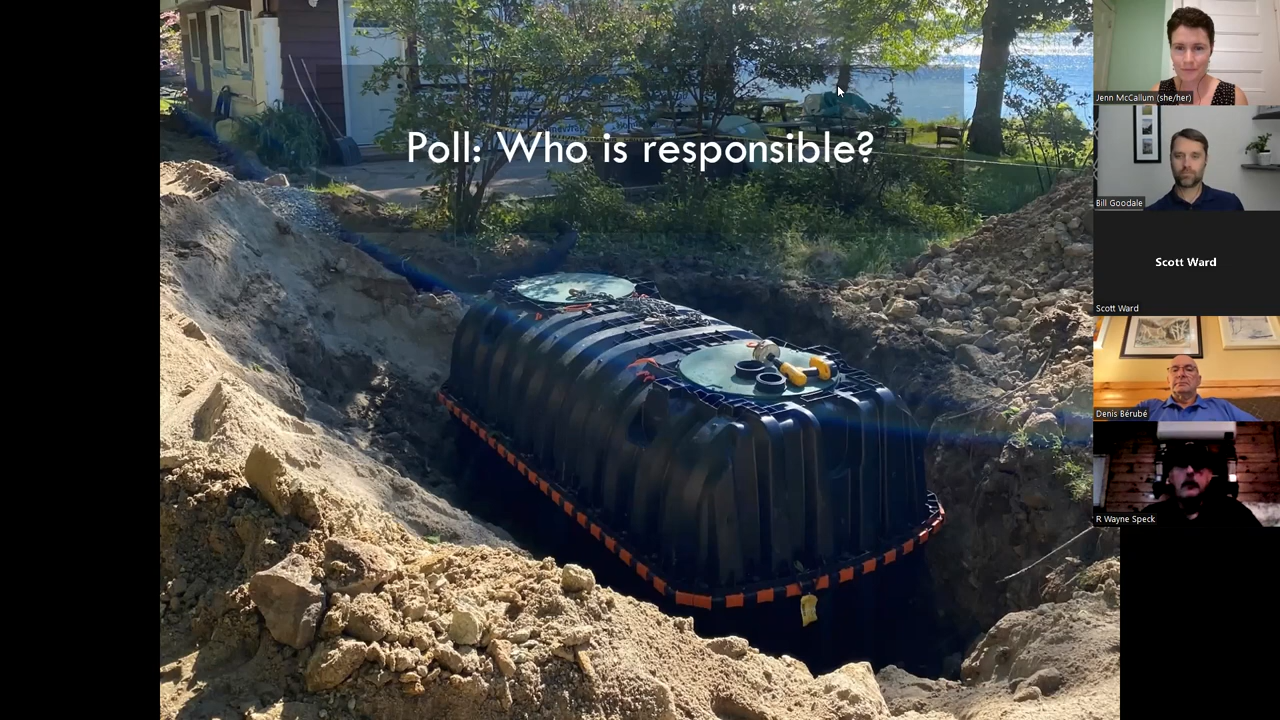 Poll: Who is responsible?
Jenn McCallum (she/her)
Bill Goodale
Scott Ward
Scott Ward
Denis Bérubé
R Wayne Speck